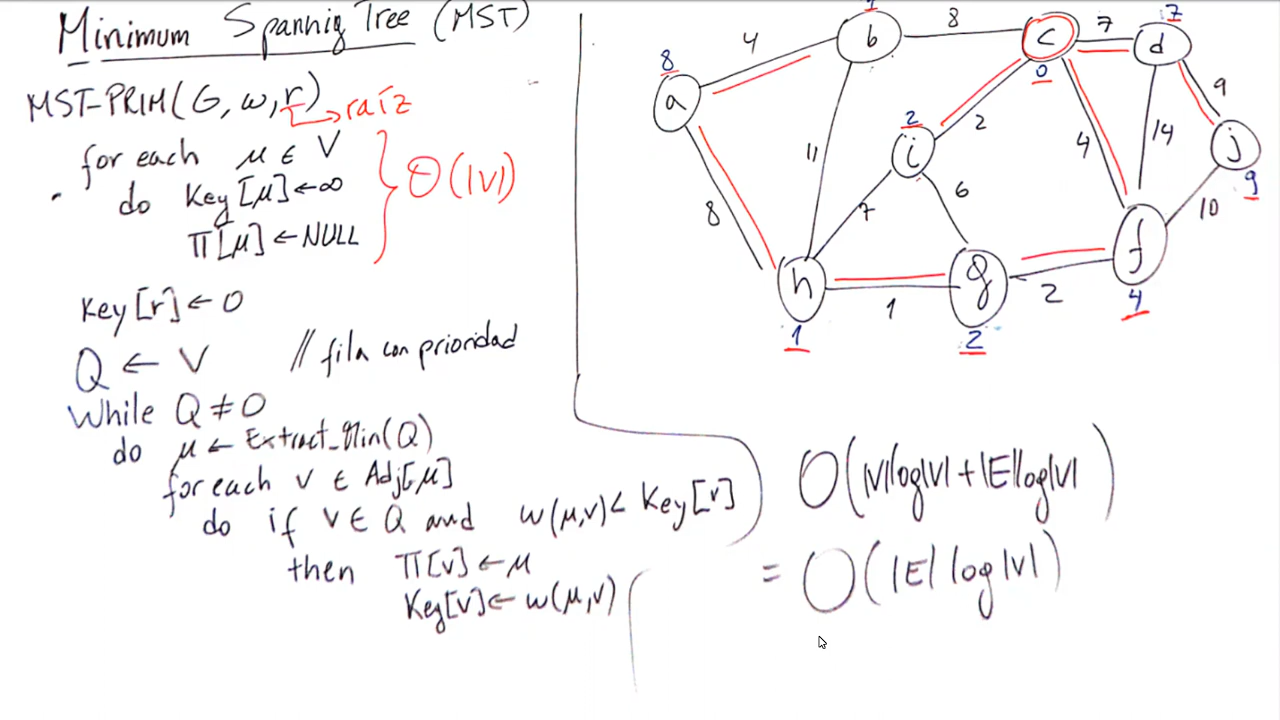 Minimum Spannig Tree (MST)
MST-PRIM(G, w, r)
raíz
for each μ ∈ V
do Key[μ] ← ∞
π[μ] ← NULL
Θ(|V|)
Key[r] ← 0
Q ← V // fila con prioridad
While Q ≠ 0
do μ ← Extract_Min(Q)
for each v ∈ Adj[μ]
do if v ∈ Q and w(μ,v) < Key[v]
then π[v] ← μ
Key[v] ← w(μ,v)
b
8
c
7
7
d
4
0
8
a
9
2
i
2
4
14
j
9
11
6
7
10
8
h
g
f
1
2
1
2
4
O(|V|log|V| + |E|log|V|)
= O(|E| log|V|)